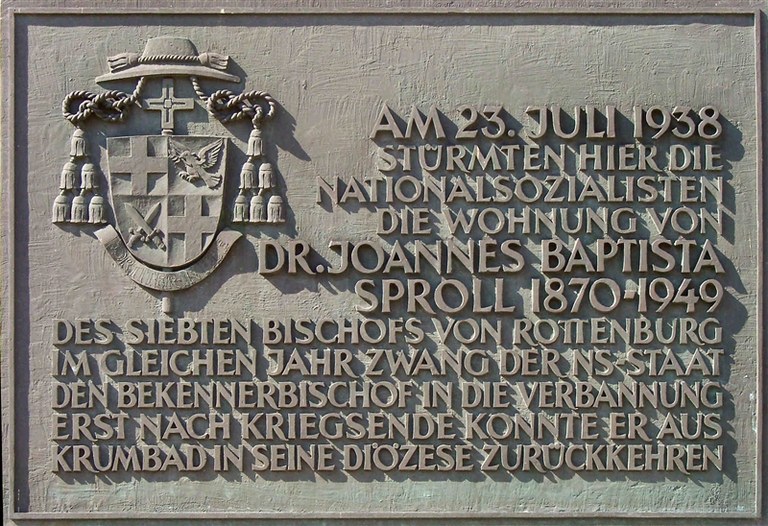 AM 23. JULI 1938
STÜRMTEN HIER DIE
NATIONALSOZIALISTEN
DIE WOHNUNG VON
DR. JOANNES BAPTISTA
SPROLL 1870-1949
DES SIEBTEN BISCHOFS VON ROTTENBURG
IM GLEICHEN JAHR ZWANG DER NS-STAAT
DEN BEKENNERBISCHOF IN DIE VERBANNUNG
ERST NACH KRIEGSENDE KONNTE ER AUS
KRUMBAD IN SEINE DIÖZESE ZURÜCKKEHREN